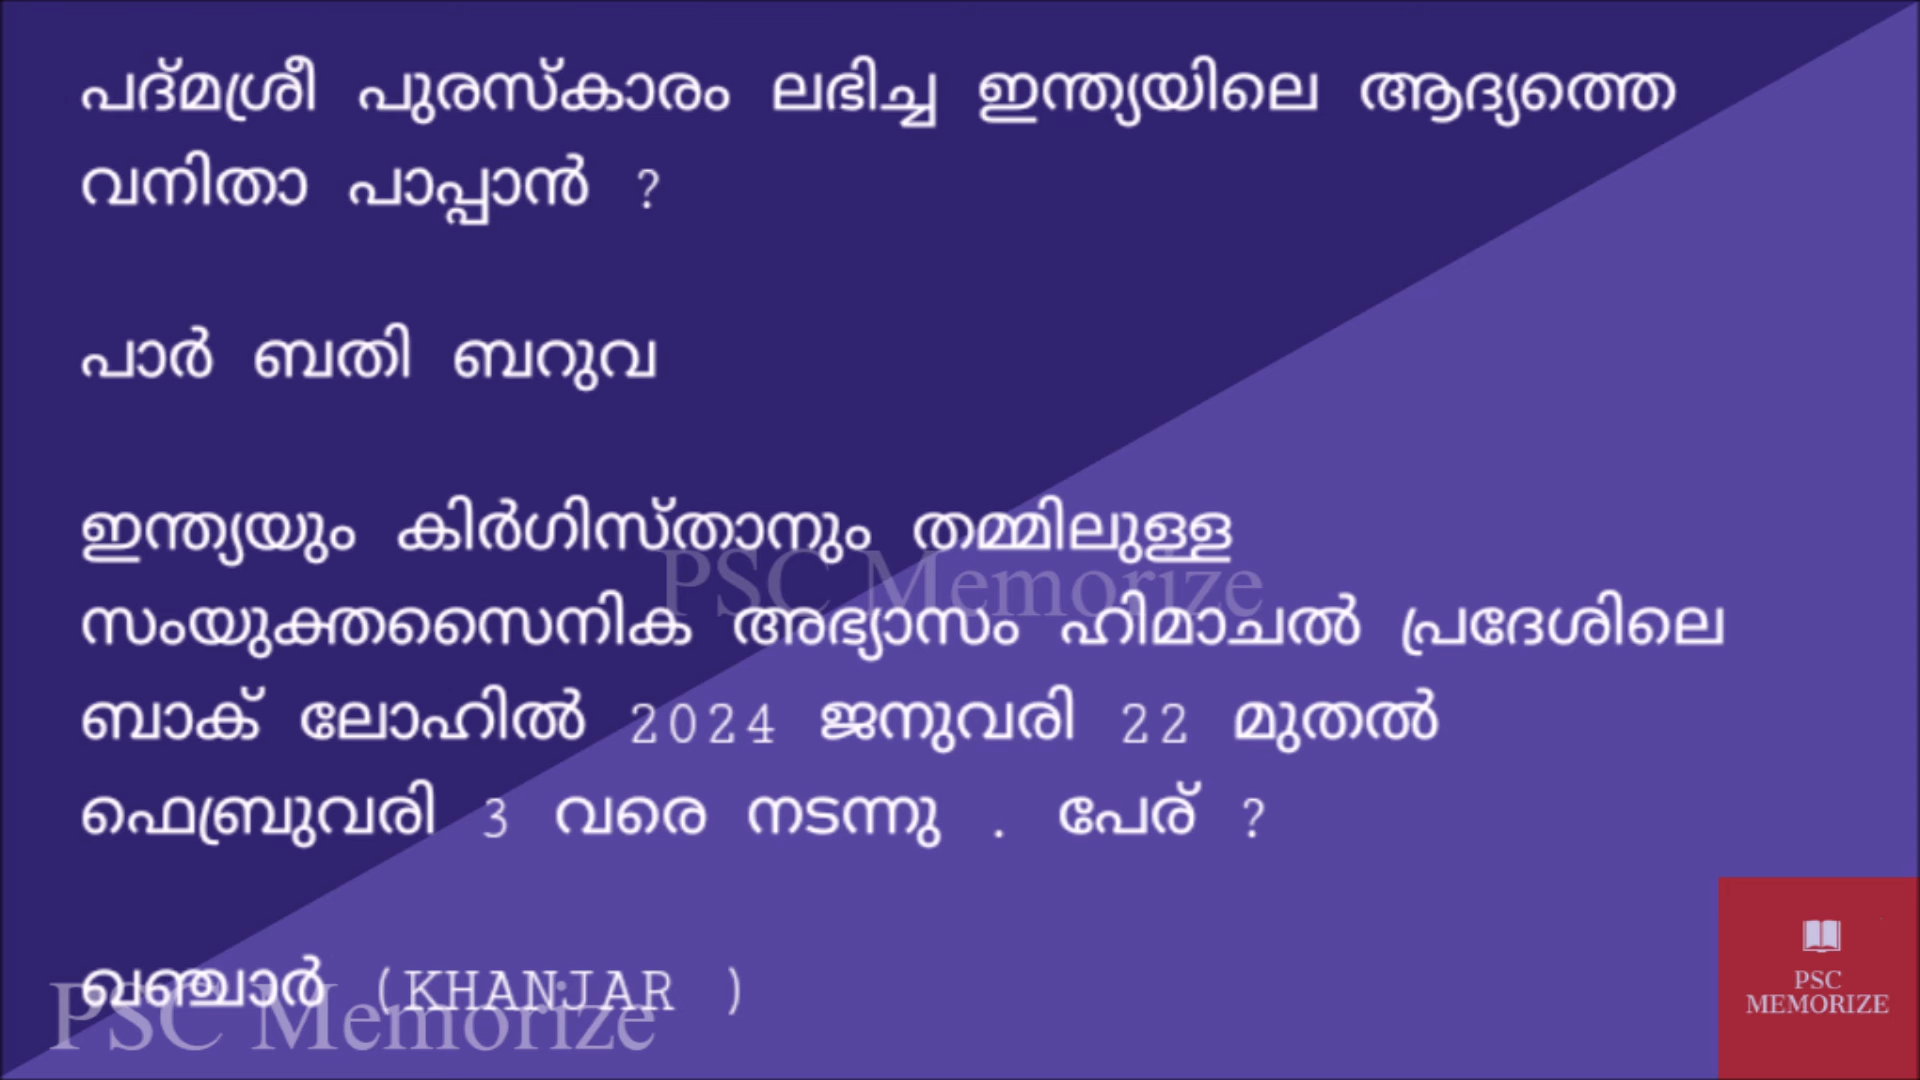 പദ്മശ്രീ പുരസ്കാരം ലഭിച്ച ഇന്ത്യയിലെ ആദ്യത്തെ
വനിതാ പാപ്പാൻ ?
പാർ ബതി ബറുവ
ഇന്ത്യയും കിർഗിസ്താനും തമ്മിലുള്ള
സംയുക്തസൈനിക അഭ്യാസം ഹിമാചൽ പ്രദേശിലെ
ബാക് ലോഹിൽ 2024 ജനുവരി 22 മുതൽ
ഫെബ്രുവരി 3 വരെ നടന്നു . പേര് ?
ഖഞ്ചാർ (KHANJAR )
PSC Memorize
PSC Memorize
PSC
MEMORIZE